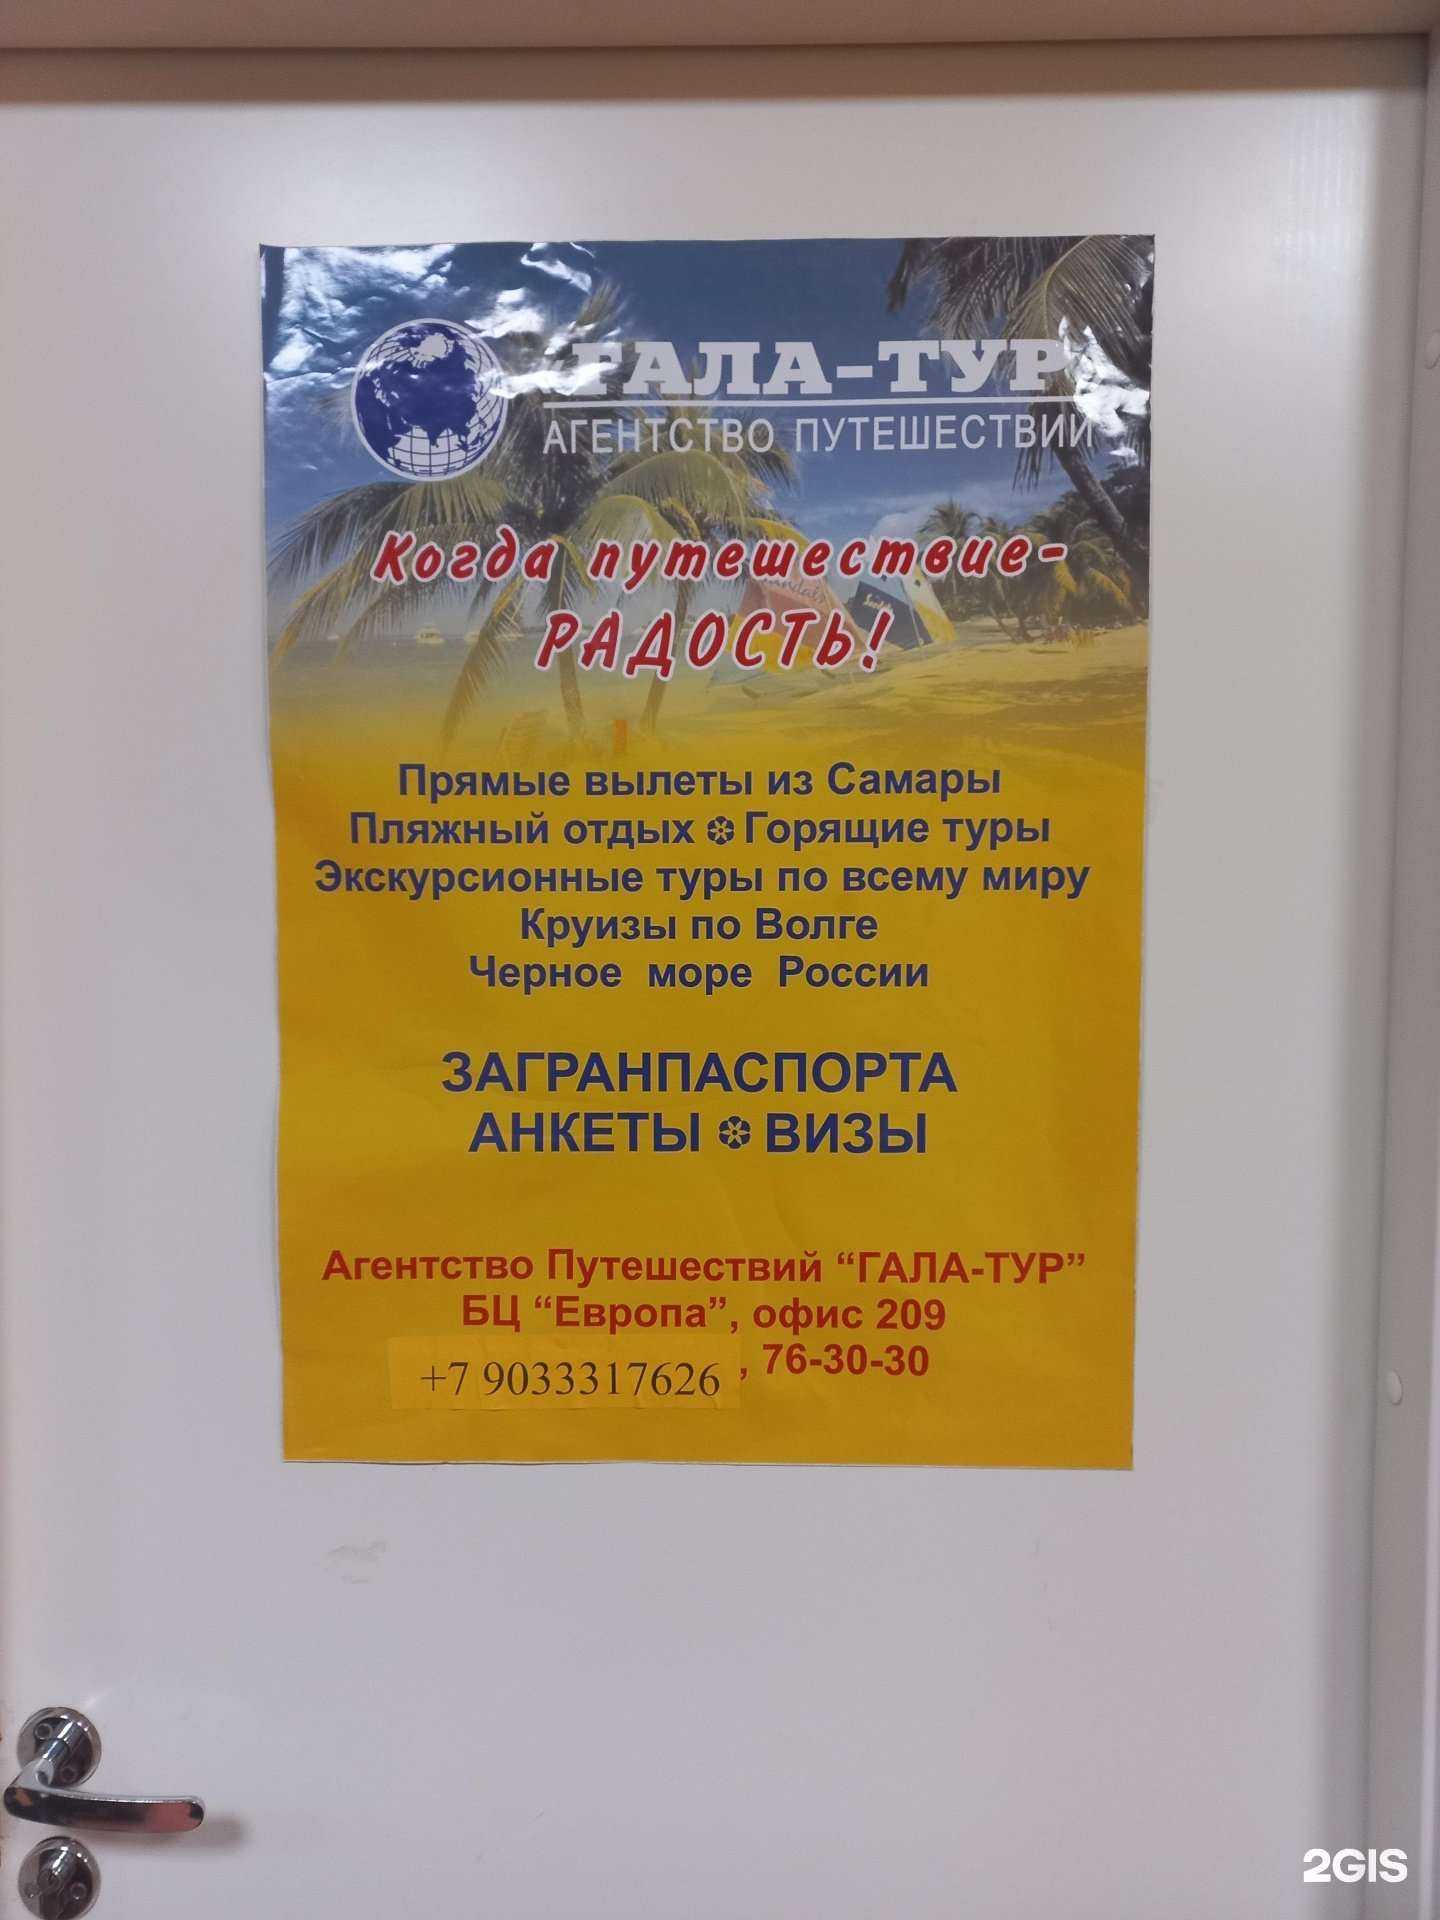 ГАЛА-ТУР
АГЕНТСТВО ПУТЕШЕСТВИЙ
Когда путешествие-
РАДОСТЬ!
Прямые вылеты из Самары
Пляжный отдых Горящие туры
Экскурсионные туры по всему миру
Круизы по Волге
Черное море России
ЗАГРАНПАСПОРТА
АНКЕТЫ ВИЗЫ
Агентство Путешествий “ГАЛА-ТУР”
БЦ “Европа”, офис 209
+7 9033317626 , 76-30-30
2GIS